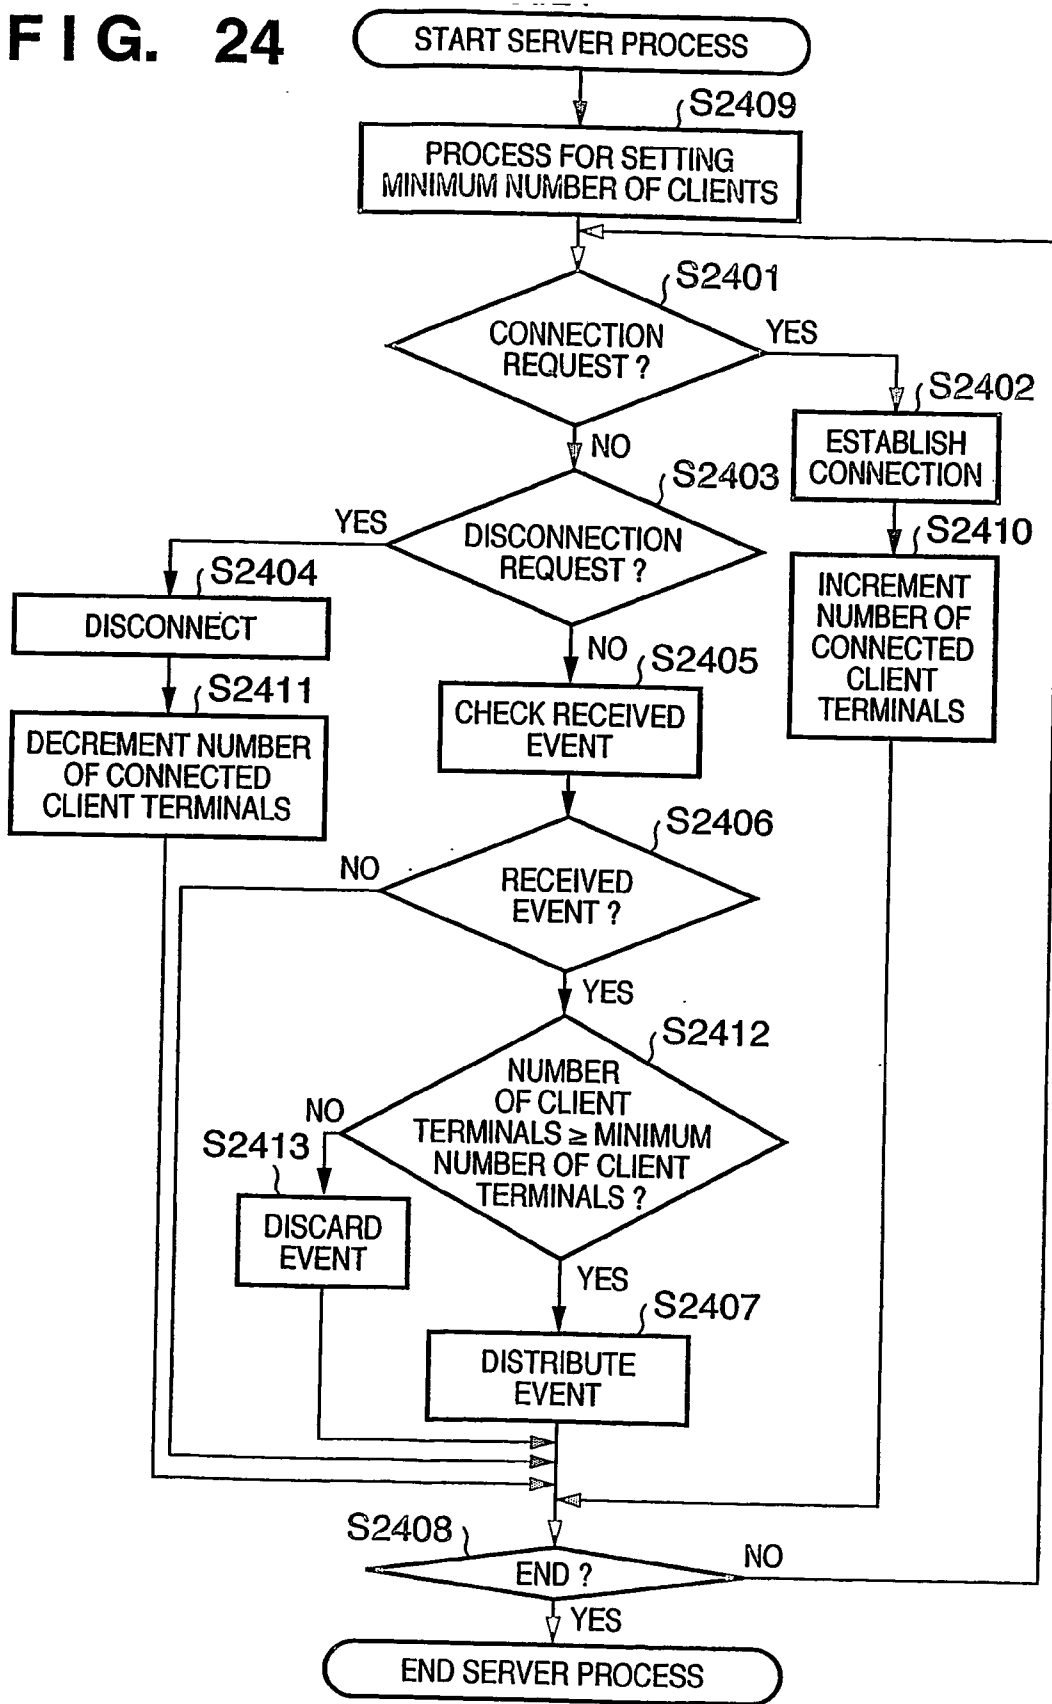 FIG. 24
START SERVER PROCESS
S2409
PROCESS FOR SETTING
MINIMUM NUMBER OF CLIENTS
S2401
CONNECTION
REQUEST ?
YES
S2402
ESTABLISH
CONNECTION
NO
S2403
DISCONNECTION
REQUEST ?
YES
S2404
DISCONNECT
S2410
INCREMENT
NUMBER OF
CONNECTED
CLIENT
TERMINALS
NO
S2405
CHECK RECEIVED
EVENT
S2411
DECREMENT NUMBER
OF CONNECTED
CLIENT TERMINALS
S2406
RECEIVED
EVENT ?
NO
YES
S2412
NUMBER
OF CLIENT
TERMINALS ≥ MINIMUM
NUMBER OF CLIENT
TERMINALS ?
NO
S2413
DISCARD
EVENT
YES
S2407
DISTRIBUTE
EVENT
S2408
END ?
NO
YES
END SERVER PROCESS